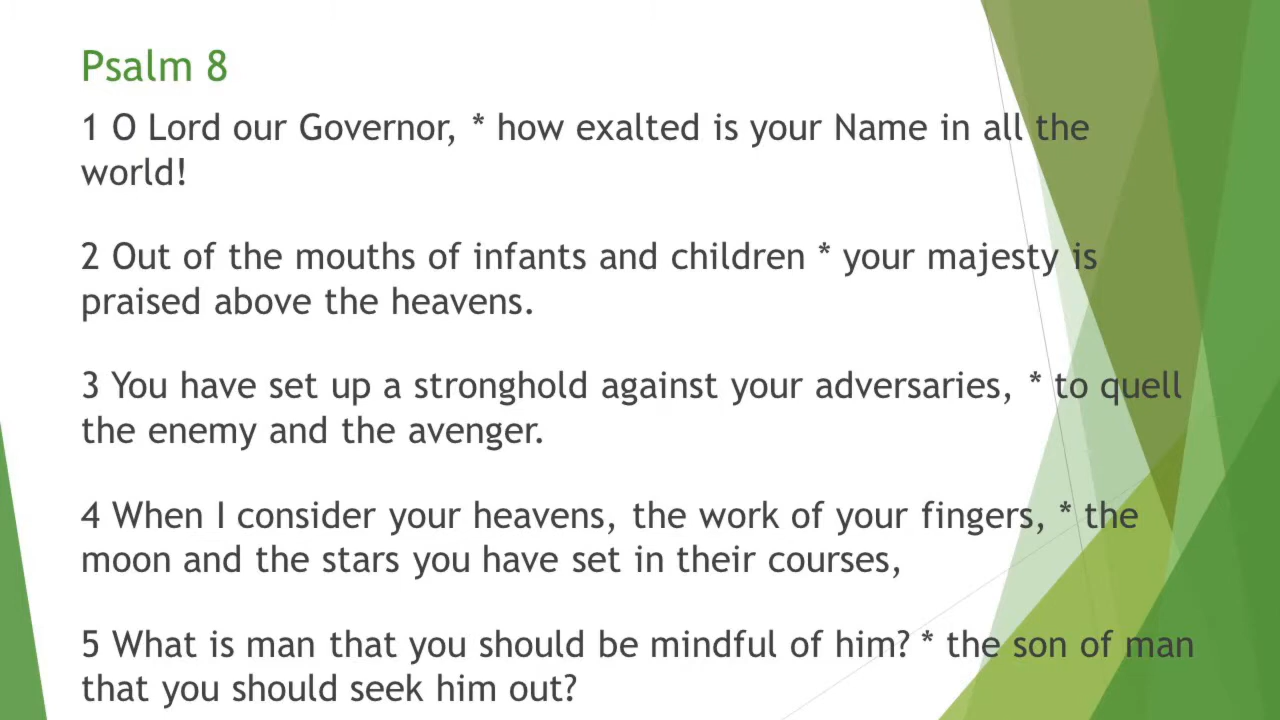 Psalm 8
1 O Lord our Governor, * how exalted is your Name in all the
world!
2 Out of the mouths of infants and children * your majesty is
praised above the heavens.
3 You have set up a stronghold against your adversaries, * to quell
the enemy and the avenger.
4 When I consider your heavens, the work of your fingers, * the
moon and the stars you have set in their courses,
5 What is man that you should be mindful of him? * the son of man
that you should seek him out?